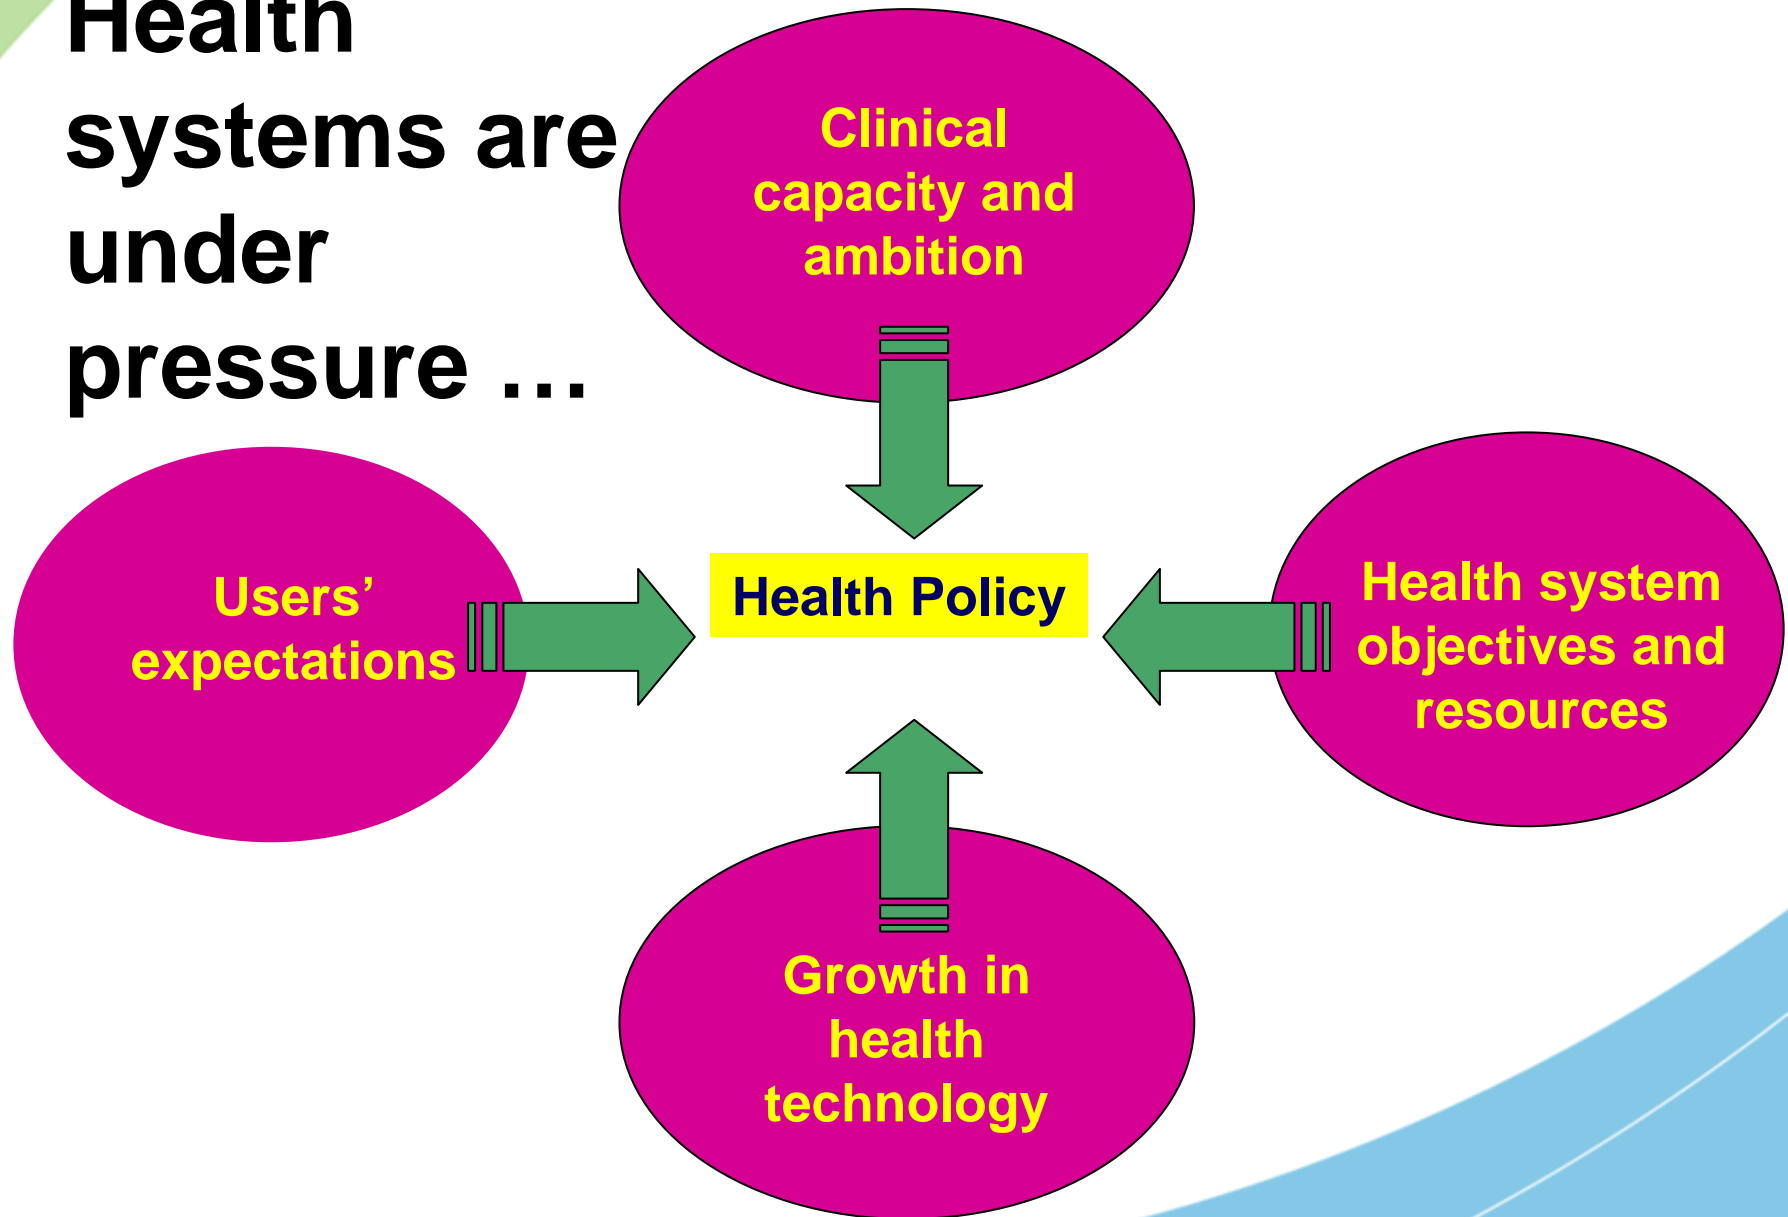 Health
systems are
under
pressure …
Clinical
capacity and
ambition
Users’
expectations
Health Policy
Health system
objectives and
resources
Growth in
health
technology